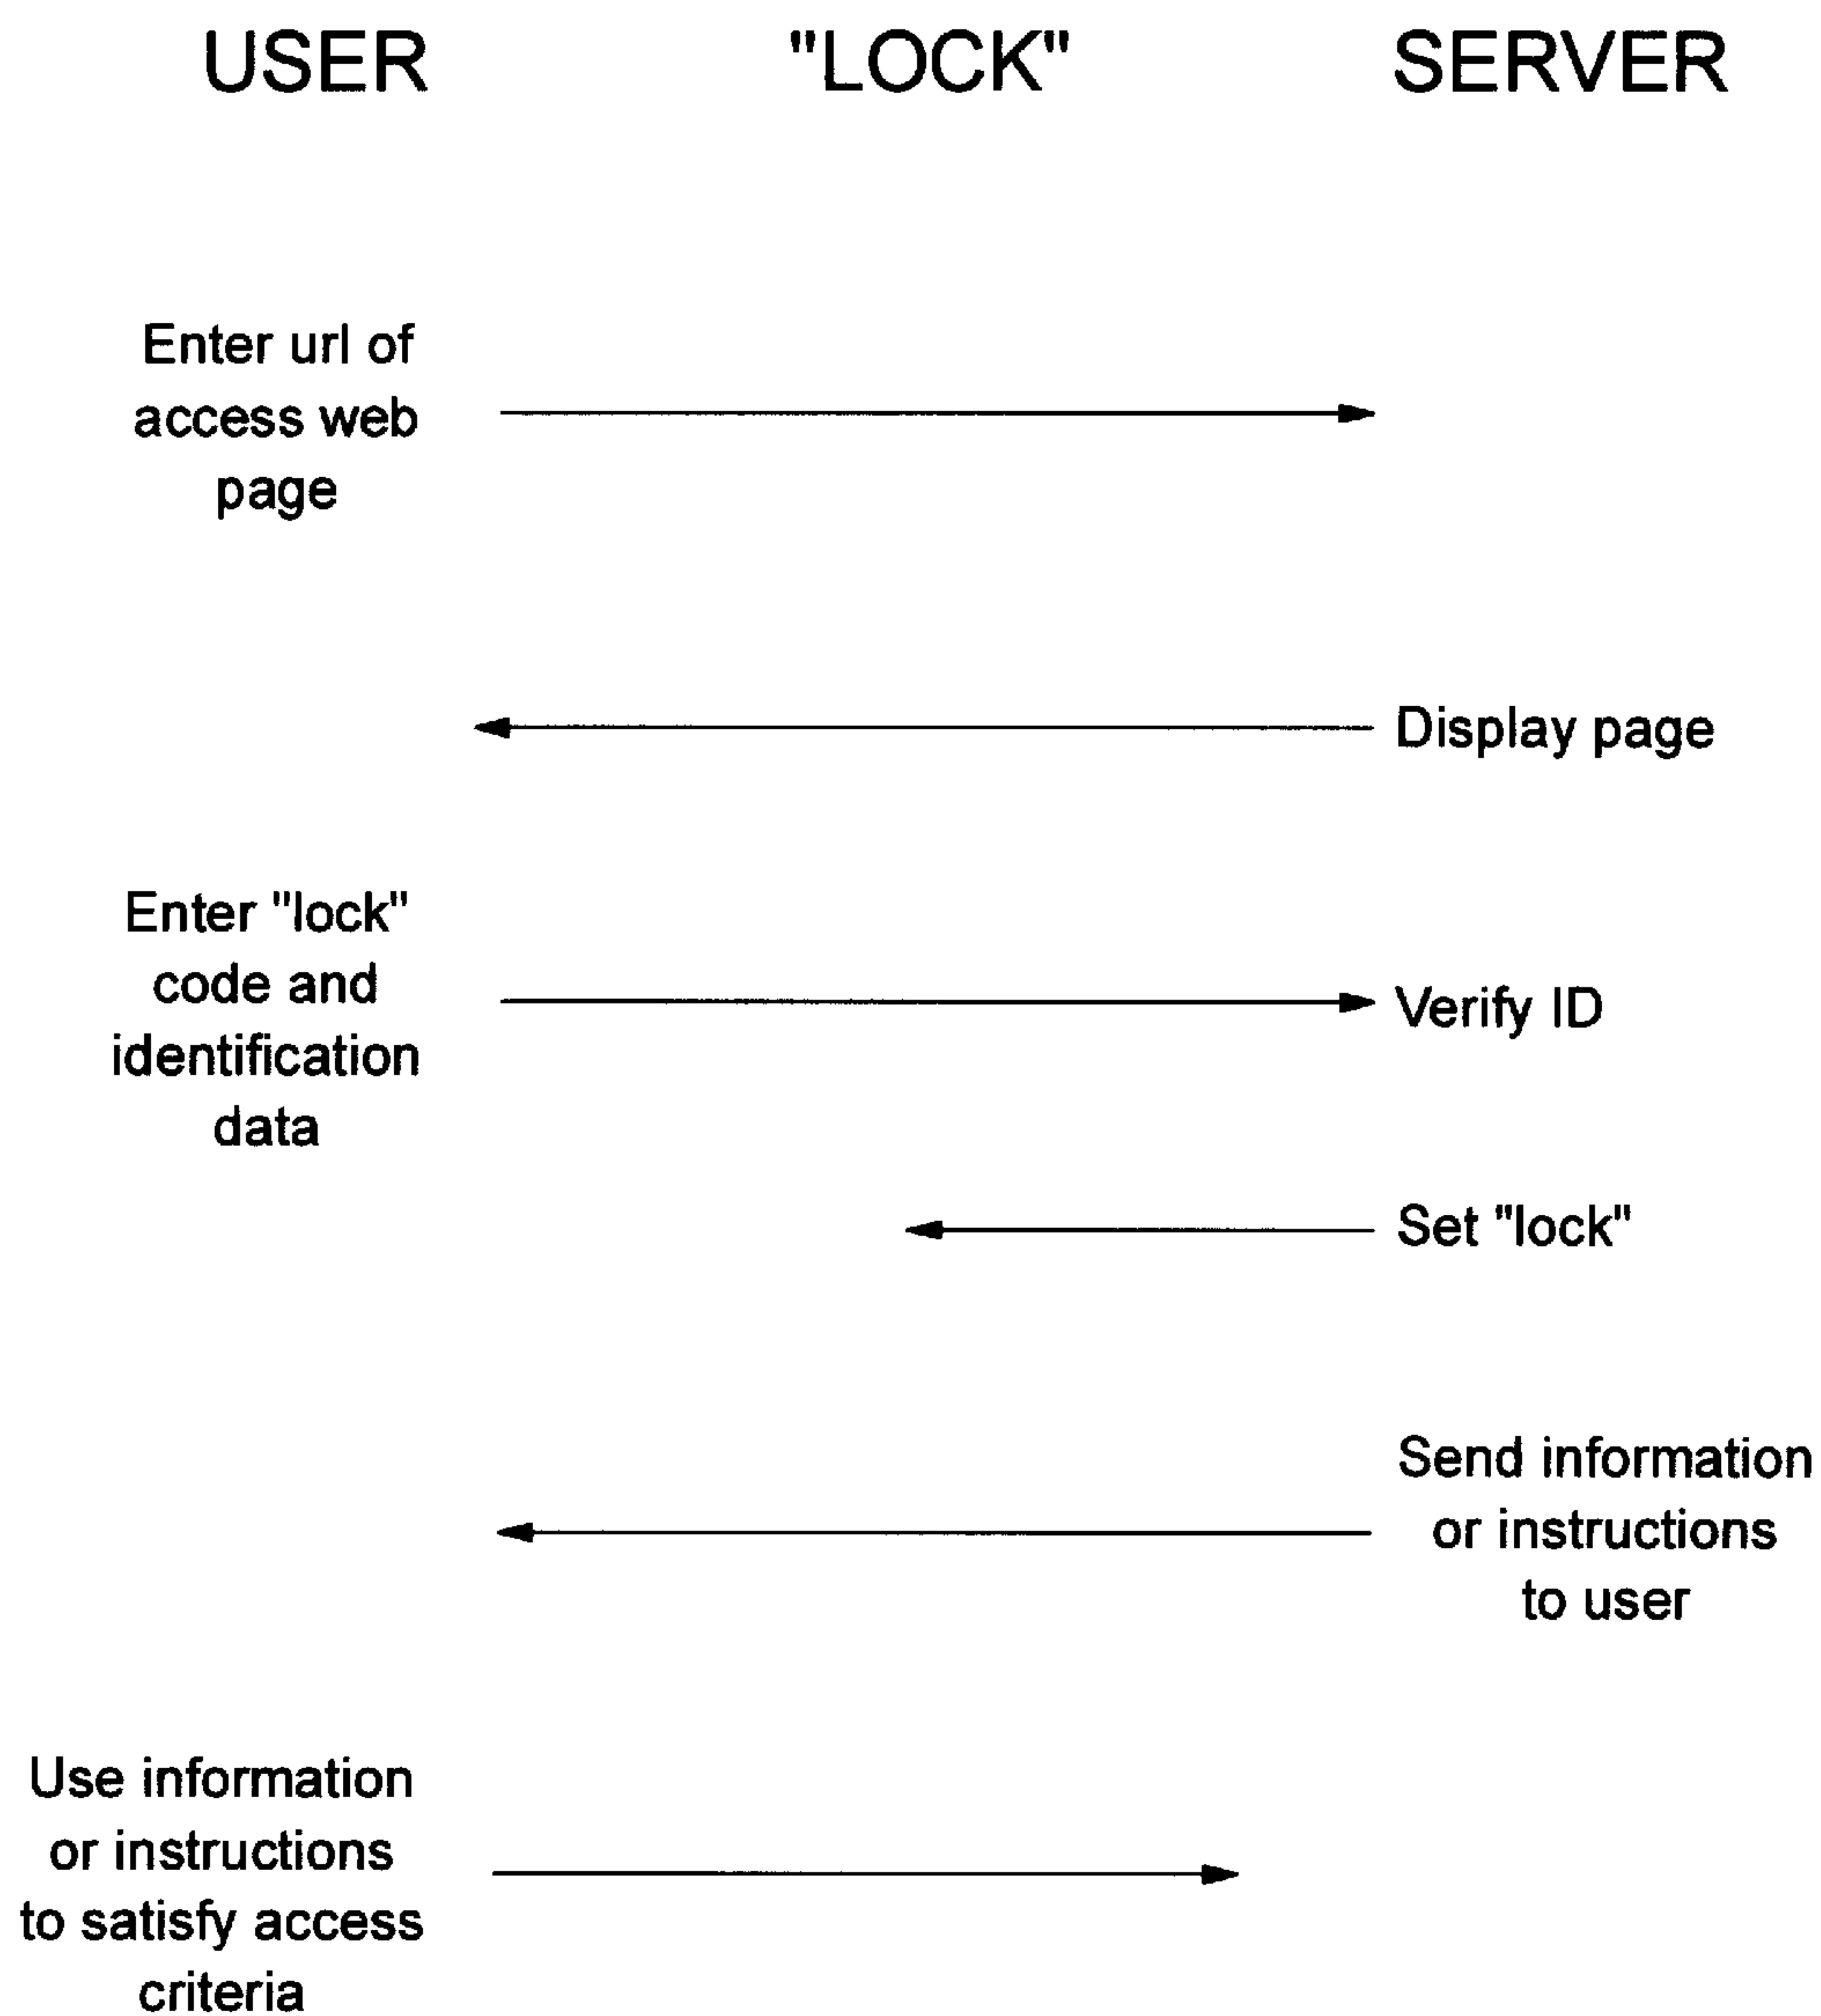 USER "LOCK" SERVER
Enter url of
access web
page
Display page
Enter "lock"
code and
identification
data
Verify ID
Set "lock"
Send information
or instructions
to user
Use information
or instructions
to satisfy access
criteria